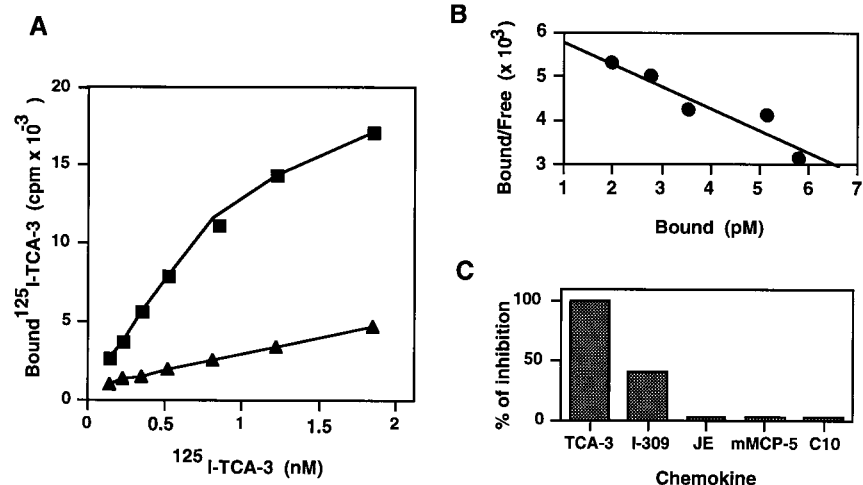 A
20
15
10
5
0
0
0.5
1
1.5
2
Bound 125I-TCA-3 (cpm x 10-3)
125 I-TCA-3 (nM)
B
6
5
4
3
1
2
3
4
5
6
7
Bound/Free (x 103)
Bound (pM)
C
100
50
0
% of inhibition
TCA-3 I-309 JE mMCP-5 C10
Chemokine